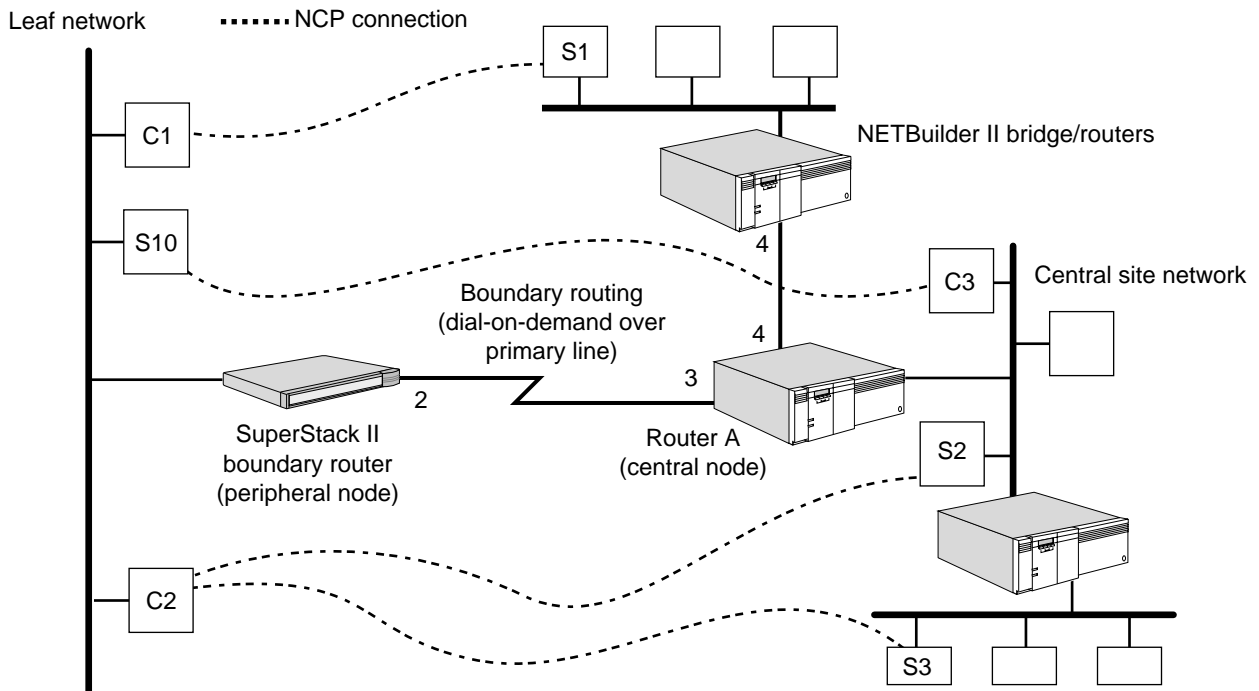 Leaf network
NCP connection
S1
C1
NETBuilder II bridge/routers
S10
4
C3
Central site network
Boundary routing
(dial-on-demand over
primary line)
4
3
2
SuperStack II
boundary router
(peripheral node)
Router A
(central node)
S2
C2
S3